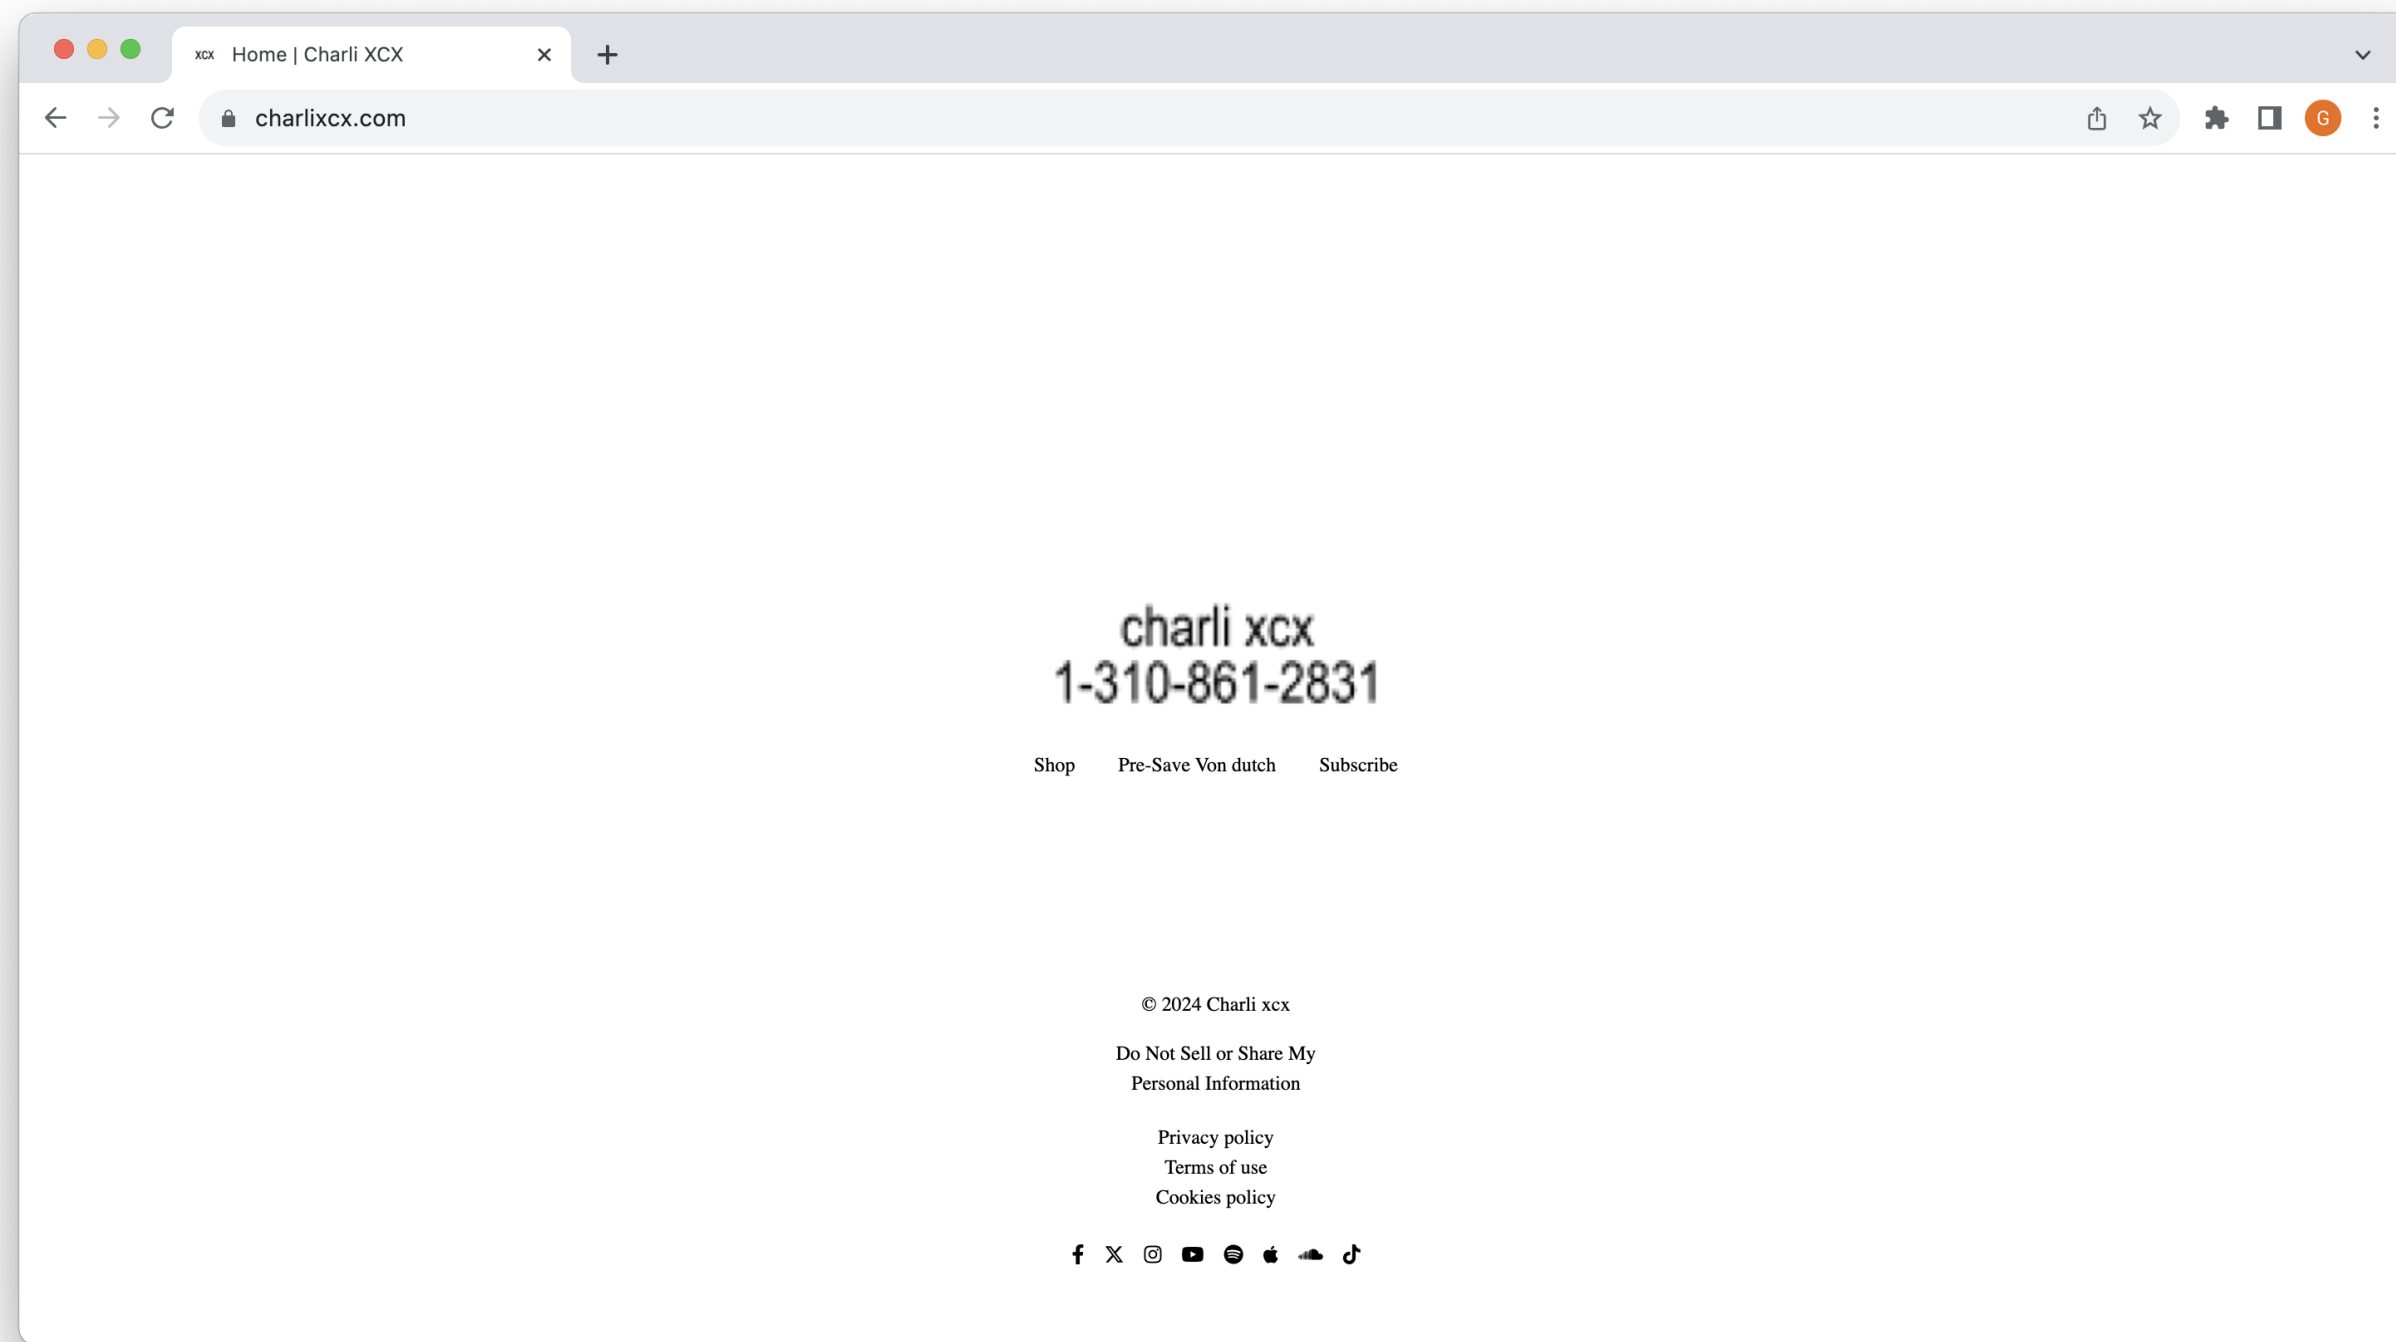 xcx Home | Charli XCX
charlixcx.com
G
charli xcx
1-310-861-2831
Shop Pre-Save Von dutch Subscribe
© 2024 Charli xcx
Do Not Sell or Share My
Personal Information
Privacy policy
Terms of use
Cookies policy